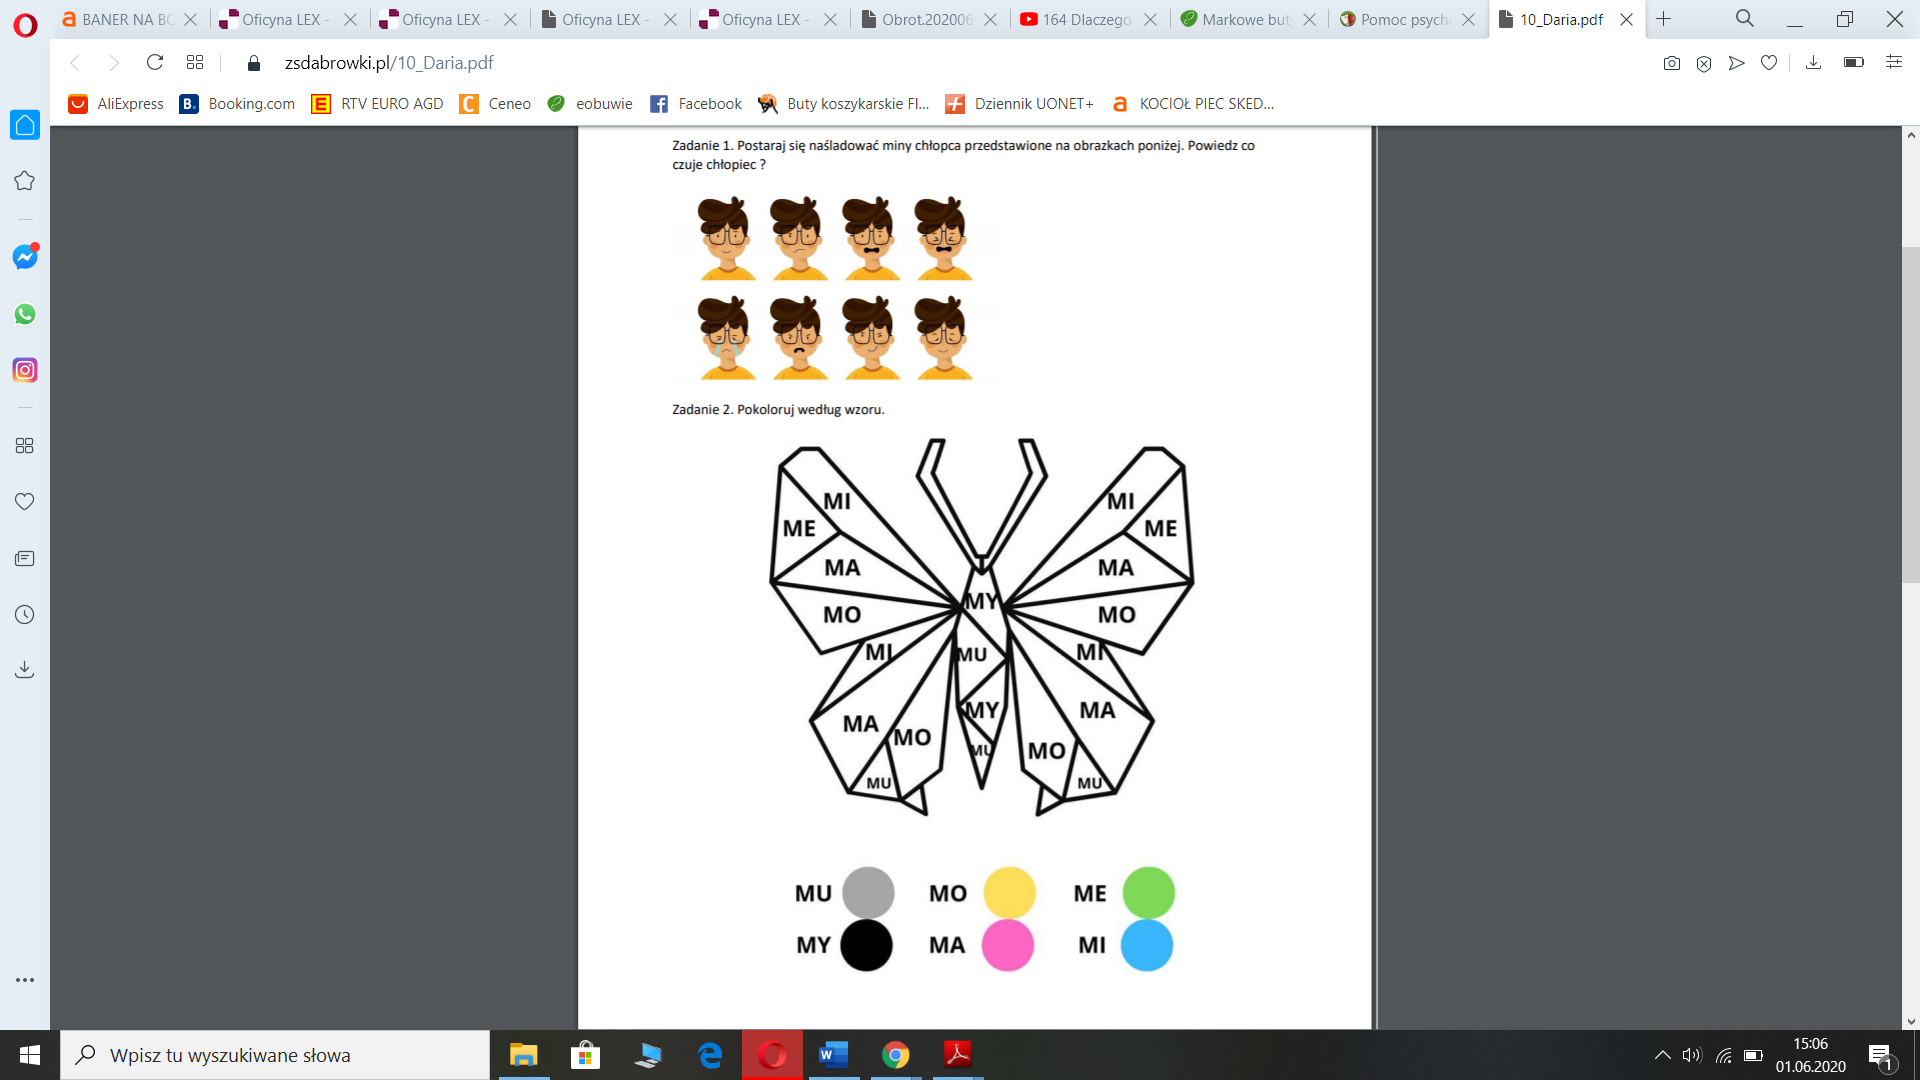 BANER NA BO
Oficyna LEX -
Oficyna LEX -
Oficyna LEX -
Oficyna LEX -
Obrot.202006
164 Dlaczego
Markowe buty
Pomoc psych
10_Daria.pdf
zsdabrowki.pl/10_Daria.pdf
AliExpress
B. Booking.com
RTV EURO AGD
Ceneo
eobuwie
Facebook
Buty koszykarskie Fl...
Dziennik UONET+
KOCIOŁ PIEC SKED...
Zadanie 1. Postaraj się naśladować miny chłopca przedstawione na obrazkach poniżej. Powiedz co
czuje chłopiec ?
Zadanie 2. Pokoloruj według wzoru.
MI MI
ME ME
MA MA
MY
MO MO
MI MU MI
MA MY MA
MO MU MO
MU MU
MU MO ME
MY MA MI
Wpisz tu wyszukiwane słowa
15:06
01.06.2020
1